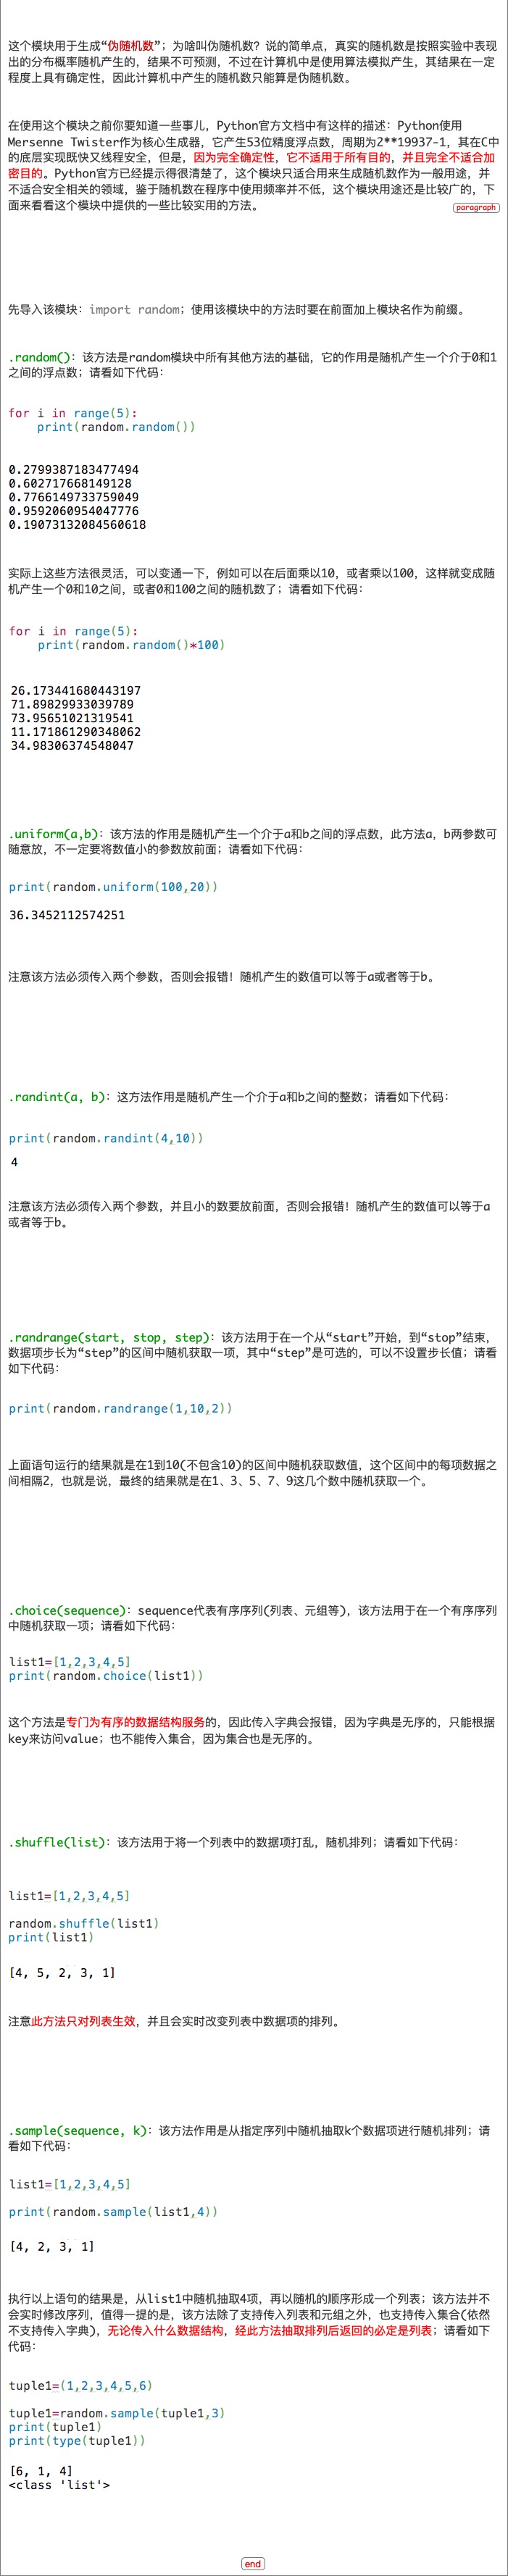 这个模块用于生成“伪随机数”；为啥叫伪随机数？说的简单点，真实的随机数是按照实验中表现
出的分布概率随机产生的，结果不可预测，不过在计算机中是使用算法模拟产生，其结果在一定
程度上具有确定性，因此计算机中产生的随机数只能算是伪随机数。
在使用这个模块之前你要知道一些事儿，Python官方文档中有这样的描述：Python使用
Mersenne Twister作为核心生成器，它产生53位精度浮点数，周期为2**19937-1，其在C中
的底层实现既快又线程安全，但是，因为完全确定性，它不适用于所有目的，并且完全不适合加
密目的。Python官方已经提示得很清楚了，这个模块只适合用来生成随机数作为一般用途，并
不适合安全相关的领域，鉴于随机数在程序中使用频率并不低，这个模块用途还是比较广的，下
面来看看这个模块中提供的一些比较实用的方法。
paragraph
先导入该模块：import random；使用该模块中的方法时要在前面加上模块名作为前缀。
.random()：该方法是random模块中所有其他方法的基础，它的作用是随机产生一个介于0和1
之间的浮点数；请看如下代码：
for i in range(5):
    print(random.random())
0.2799387183477494
0.602717668149128
0.7766149733759049
0.9592060954047776
0.19073132084560618
实际上这些方法很灵活，可以变通一下，例如可以在后面乘以10，或者乘以100，这样就变成随
机产生一个0和10之间，或者0和100之间的随机数了；请看如下代码：
for i in range(5):
    print(random.random()*100)
26.173441680443197
71.89829933039789
73.95651021319541
11.171861290348062
34.98306374548047
.uniform(a,b)：该方法的作用是随机产生一个介于a和b之间的浮点数，此方法a，b两参数可
随意放，不一定要将数值小的参数放前面；请看如下代码：
print(random.uniform(100,20))
36.3452112574251
注意该方法必须传入两个参数，否则会报错！随机产生的数值可以等于a或者等于b。
.randint(a, b)：这方法作用是随机产生一个介于a和b之间的整数；请看如下代码：
print(random.randint(4,10))
4
注意该方法必须传入两个参数，并且小的数要放前面，否则会报错！随机产生的数值可以等于a
或者等于b。
.randrange(start, stop, step)：该方法用于在一个从“start”开始，到“stop”结束，
数据项步长为“step”的区间中随机获取一项，其中“step”是可选的，可以不设置步长值；请看
如下代码：
print(random.randrange(1,10,2))
上面语句运行的结果就是在1到10(不包含10)的区间中随机获取数值，这个区间中的每项数据之
间相隔2，也就是说，最终的结果就是在1、3、5、7、9这几个数中随机获取一个。
.choice(sequence)：sequence代表有序序列(列表、元组等)，该方法用于在一个有序序列
中随机获取一项；请看如下代码：
list1=[1,2,3,4,5]
print(random.choice(list1))
这个方法是专门为有序的数据结构服务的，因此传入字典会报错，因为字典是无序的，只能根据
key来访问value；也不能传入集合，因为集合也是无序的。
.shuffle(list)：该方法用于将一个列表中的数据项打乱，随机排列；请看如下代码：
list1=[1,2,3,4,5]
random.shuffle(list1)
print(list1)
[4, 5, 2, 3, 1]
注意此方法只对列表生效，并且会实时改变列表中数据项的排列。
.sample(sequence, k)：该方法作用是从指定序列中随机抽取k个数据项进行随机排列；请
看如下代码：
list1=[1,2,3,4,5]
print(random.sample(list1,4))
[4, 2, 3, 1]
执行以上语句的结果是，从list1中随机抽取4项，再以随机的顺序形成一个列表；该方法并不
会实时修改序列，值得一提的是，该方法除了支持传入列表和元组之外，也支持传入集合(依然
不支持传入字典)，无论传入什么数据结构，经此方法抽取排列后返回的必定是列表；请看如下
代码：
tuple1=(1,2,3,4,5,6)
tuple1=random.sample(tuple1,3)
print(tuple1)
print(type(tuple1))
[6, 1, 4]
<class 'list'>
end